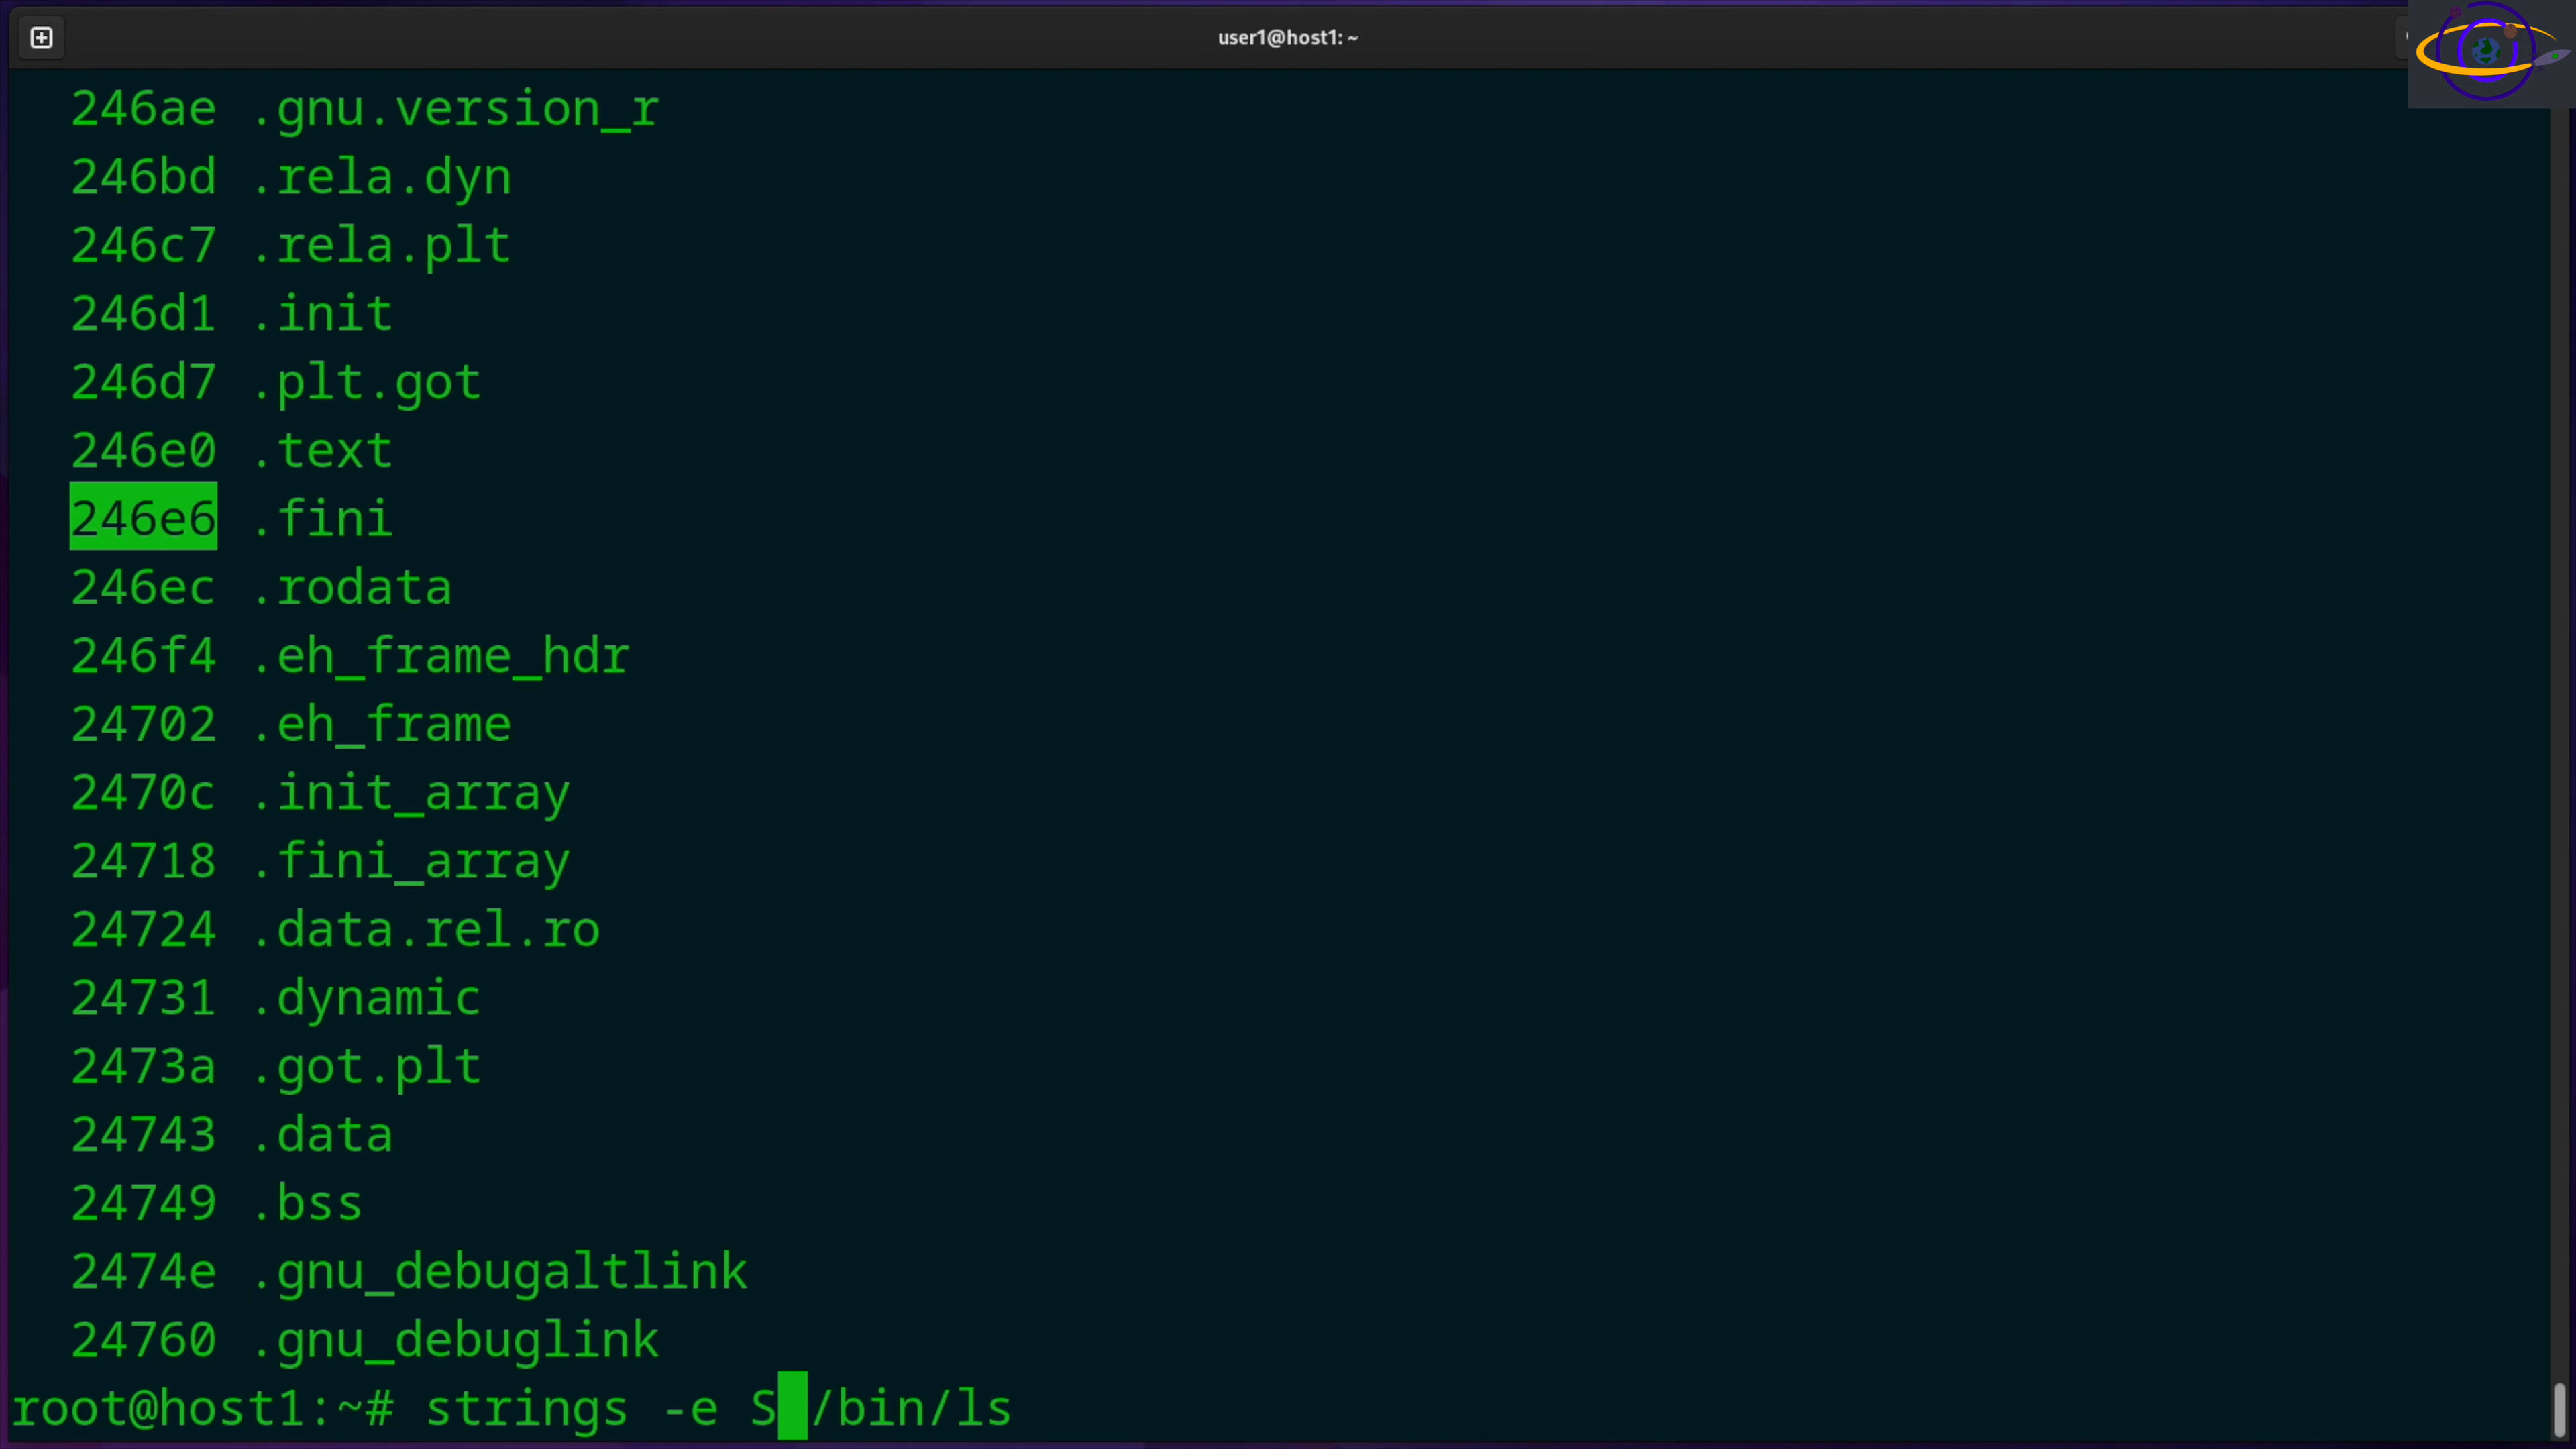 user1@host1: ~
246ae .gnu.version_r
246bd .rela.dyn
246c7 .rela.plt
246d1 .init
246d7 .plt.got
246e0 .text
246e6 .fini
246ec .rodata
246f4 .eh_frame_hdr
24702 .eh_frame
2470c .init_array
24718 .fini_array
24724 .data.rel.ro
24731 .dynamic
2473a .got.plt
24743 .data
24749 .bss
2474e .gnu_debugaltlink
24760 .gnu_debuglink
root@host1:~# strings -e S /bin/ls